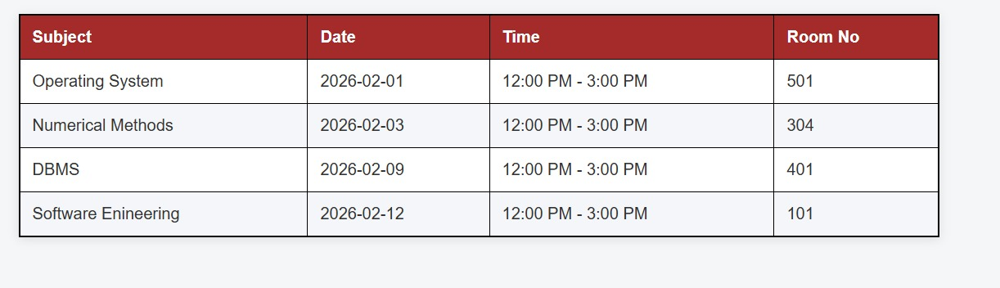 Subject Date Time Room No
Operating System 2026-02-01 12:00 PM - 3:00 PM 501
Numerical Methods 2026-02-03 12:00 PM - 3:00 PM 304
DBMS 2026-02-09 12:00 PM - 3:00 PM 401
Software Enineering 2026-02-12 12:00 PM - 3:00 PM 101